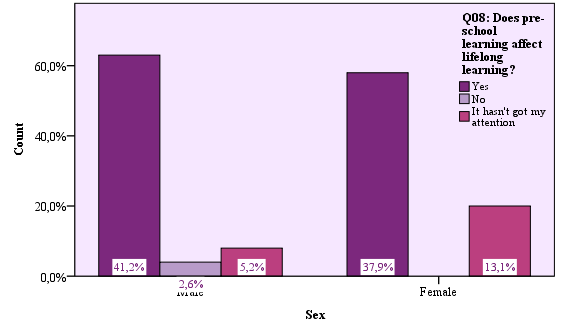 Q08: Does pre-
school
learning affect
lifelong
learning?
Yes
No
It hasn't got my
attention
Count
60,0%
40,0%
20,0%
0,0%
41,2%
2,6%
5,2%
37,9%
13,1%
Male
Female
Sex